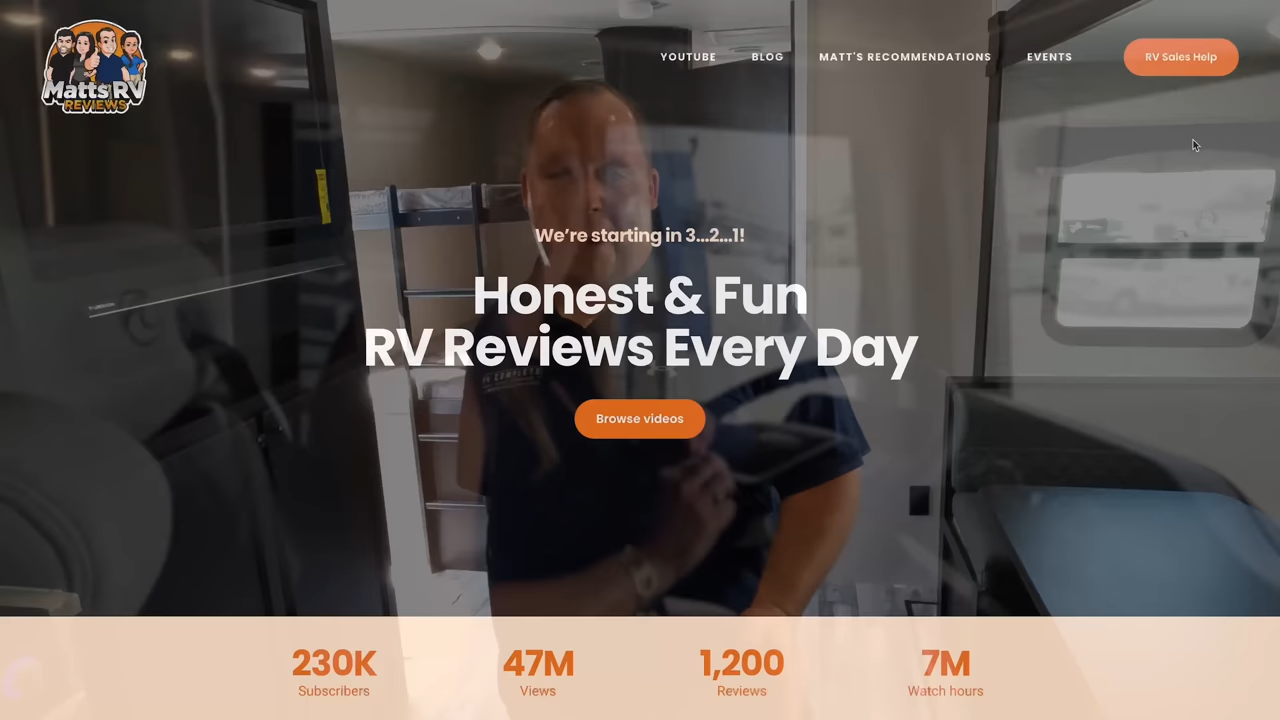 Matts RV
REVIEWS
YOUTUBE
BLOG
MATT'S RECOMMENDATIONS
EVENTS
RV Sales Help
We're starting in 3...2...1!
Honest & Fun
RV Reviews Every Day
Browse videos
230K
Subscribers
47M
Views
1,200
Reviews
7M
Watch hours